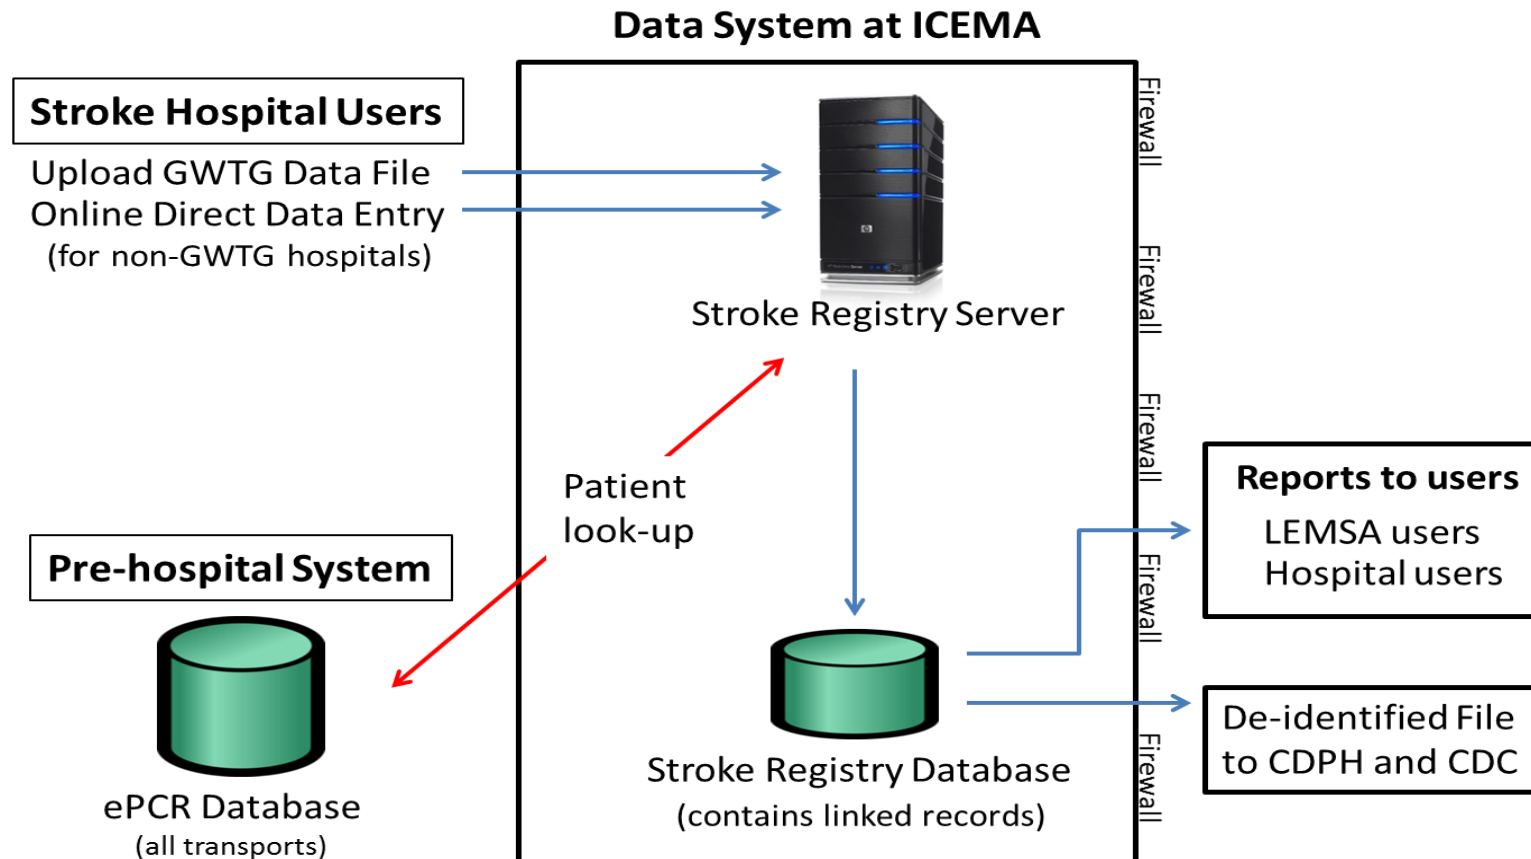 Data System at ICEMA
Stroke Hospital Users
Upload GWTG Data File
Online Direct Data Entry
(for non-GWTG hospitals)
Stroke Registry Server
Firewall
Firewall
Firewall
Firewall
Firewall
Patient
look-up
Reports to users
LEMSA users
Hospital users
Pre-hospital System
ePCR Database
(all transports)
Stroke Registry Database
(contains linked records)
De-identified File
to CDPH and CDC